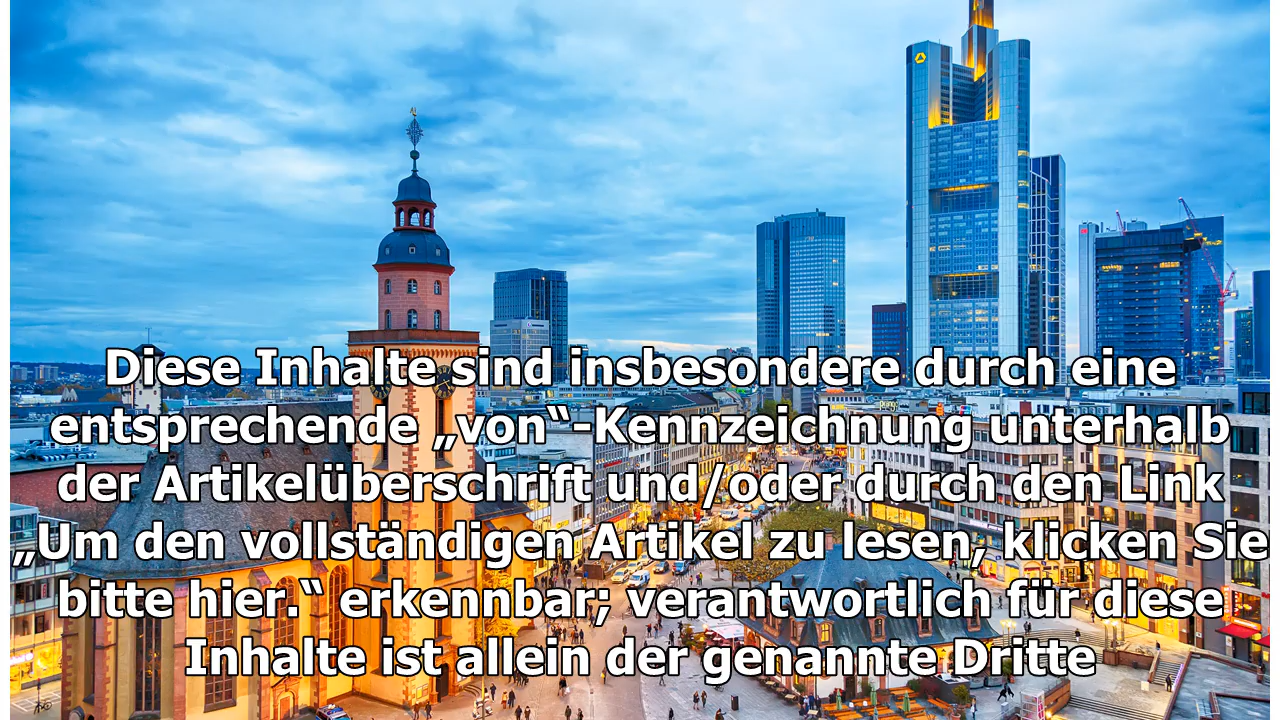 Diese Inhalte sind insbesondere durch eine
entsprechende „von“-Kennzeichnung unterhalb
der Artikelüberschrift und/oder durch den Link
„Um den vollständigen Artikel zu lesen, klicken Sie
bitte hier.“ erkennbar; verantwortlich für diese
Inhalte ist allein der genannte Dritte